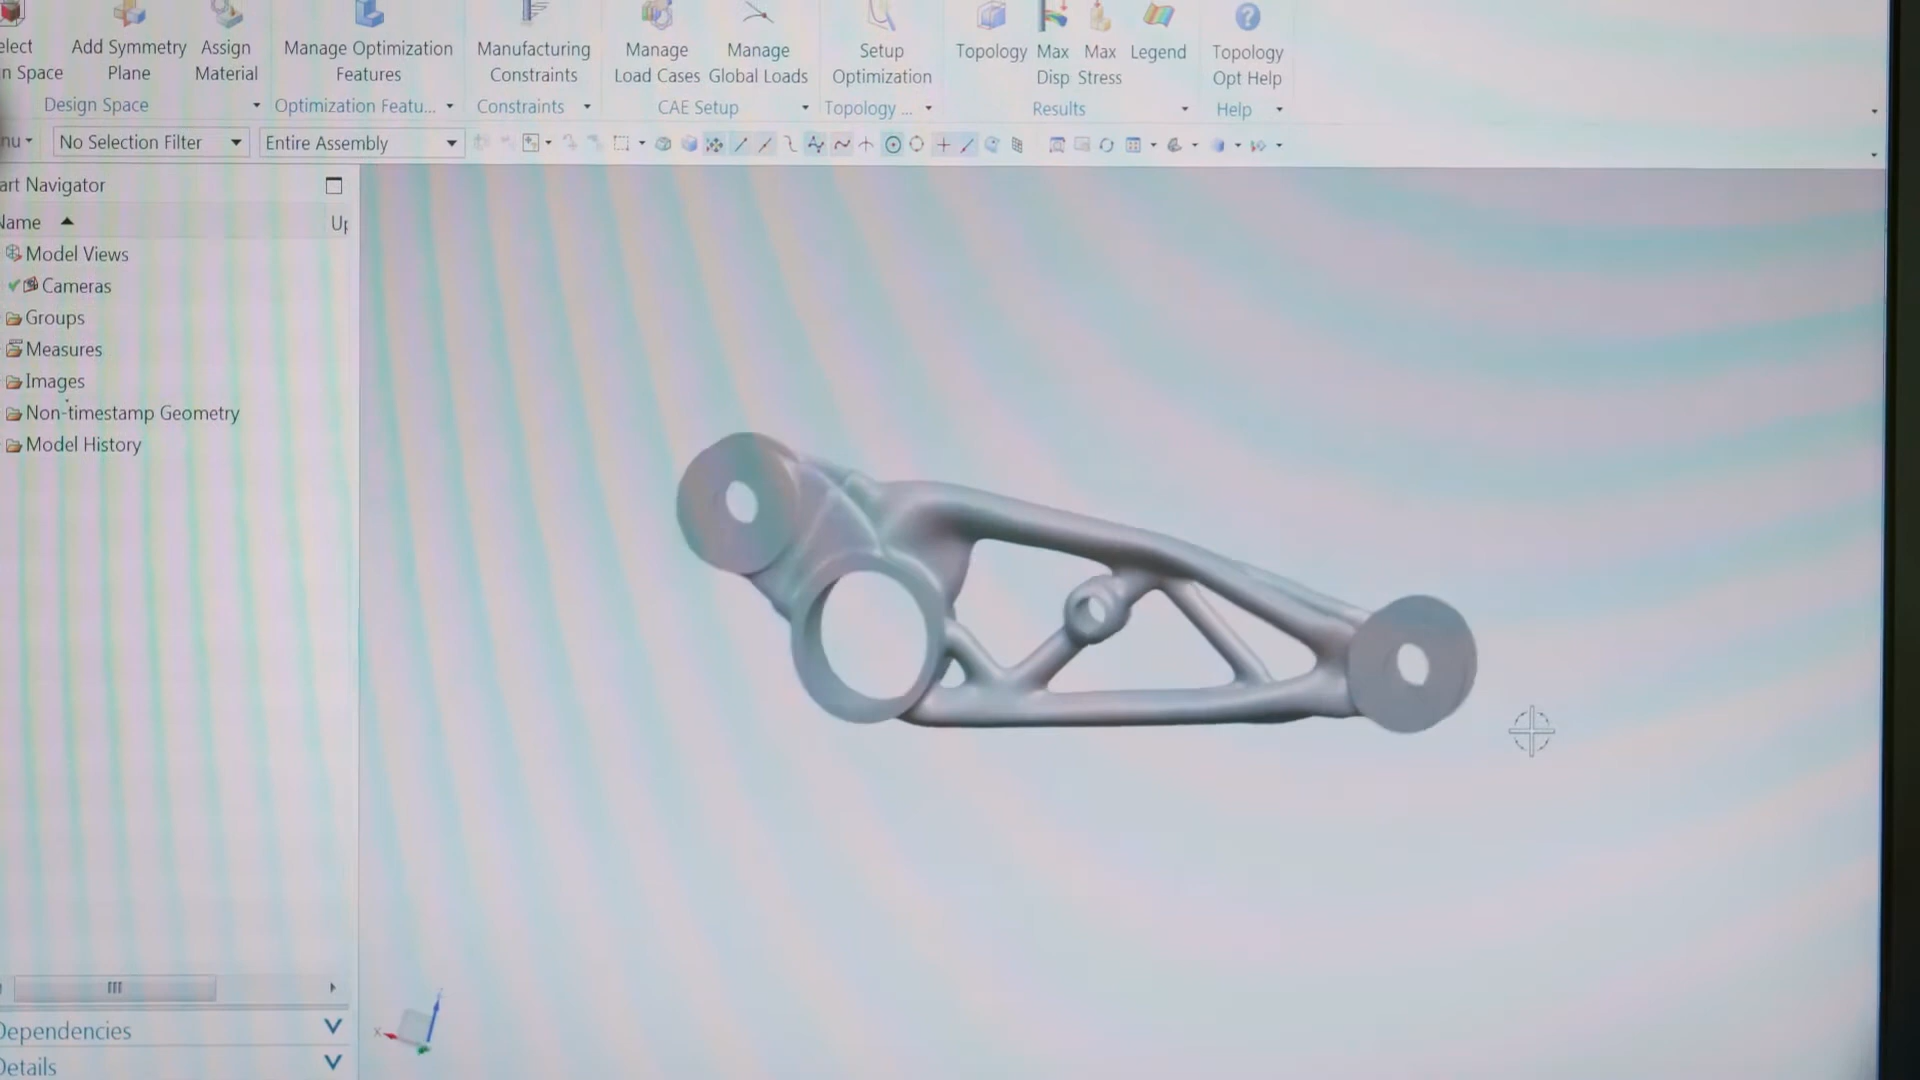 elect
n Space
Add Symmetry
Plane
Assign
Material
Manage Optimization
Features
Manufacturing
Constraints
Manage
Load Cases
Manage
Global Loads
Setup
Optimization
Topology
Max
Disp
Max
Stress
Legend
Topology
Opt Help
Design Space
Optimization Featu...
Constraints
CAE Setup
Topology ...
Results
Help
nu
No Selection Filter
Entire Assembly
art Navigator
Name
Up
Model Views
Cameras
Groups
Measures
Images
Non-timestamp Geometry
Model History
Dependencies
Details
X